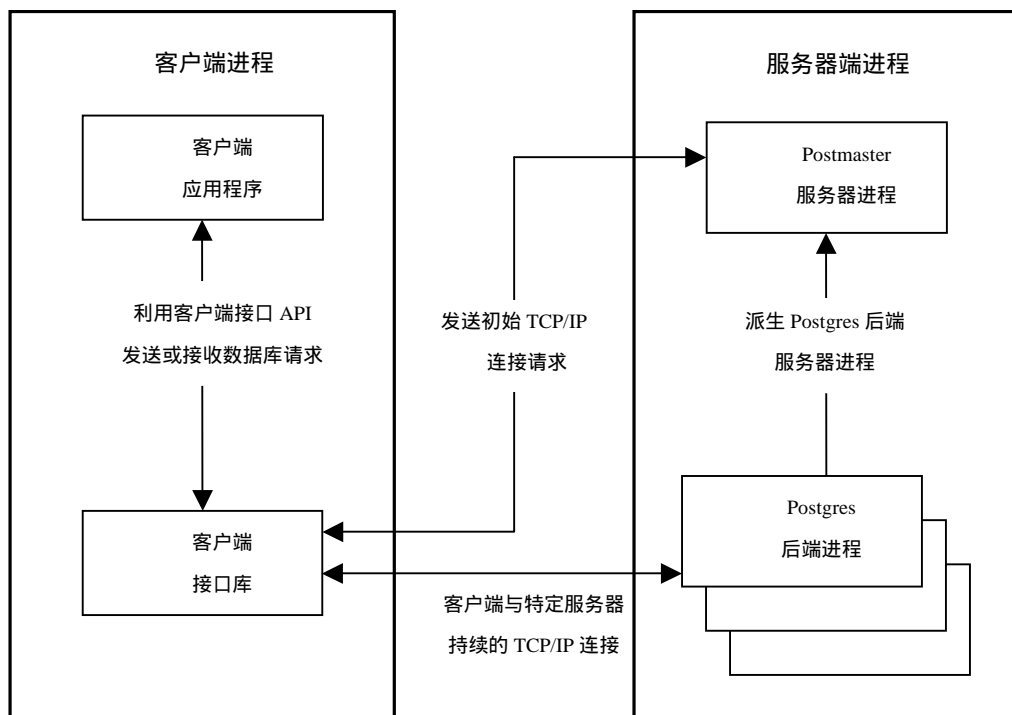 客户端进程
客户端
应用程序
利用客户端接口 API
发送或接收数据库请求
客户端
接口库
发送初始 TCP/IP
连接请求
客户端与特定服务器
持续的 TCP/IP 连接
服务器端进程
Postmaster
服务器进程
派生 Postgres 后端
服务器进程
Postgres
后端进程